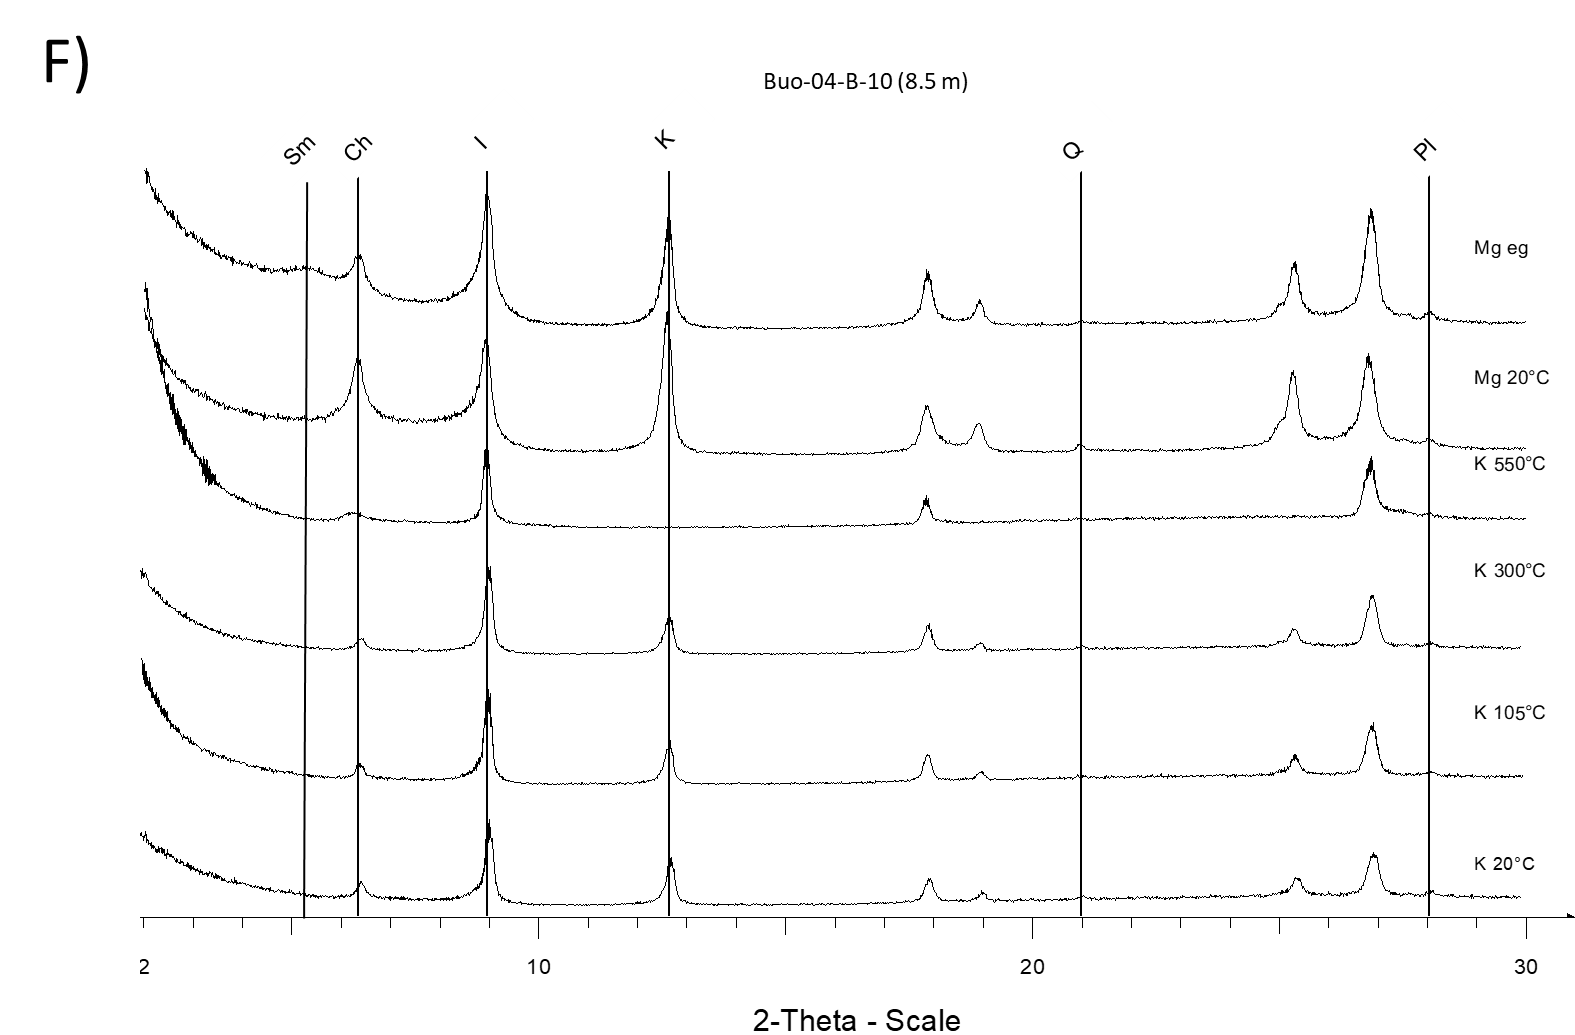 F)
Buo-04-B-10 (8.5 m)
Sm
Ch
I
K
Q
Pl
Mg eg
Mg 20°C
K 550°C
K 300°C
K 105°C
K 20°C
2
10
20
30
2-Theta - Scale